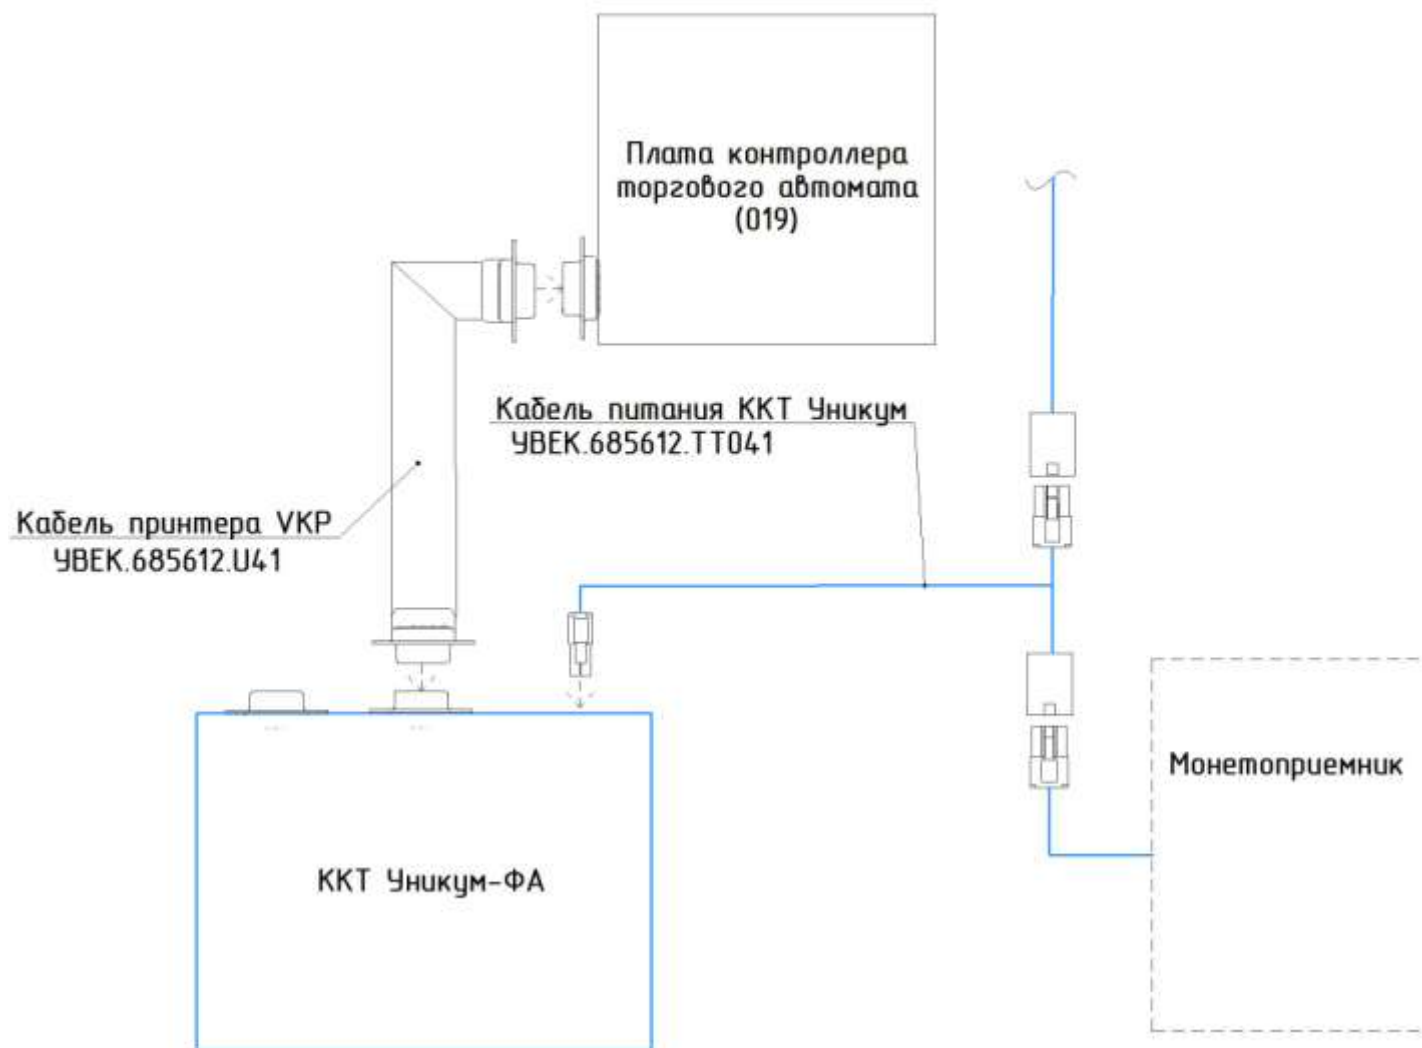 Плата контроллера
торгового автомата
(019)
Кабель питания ККТ Уникум
УВЕК.685612.ТТ041
Кабель принтера VKP
УВЕК.685612.U41
Монетоприемник
ККТ Уникум-ФА